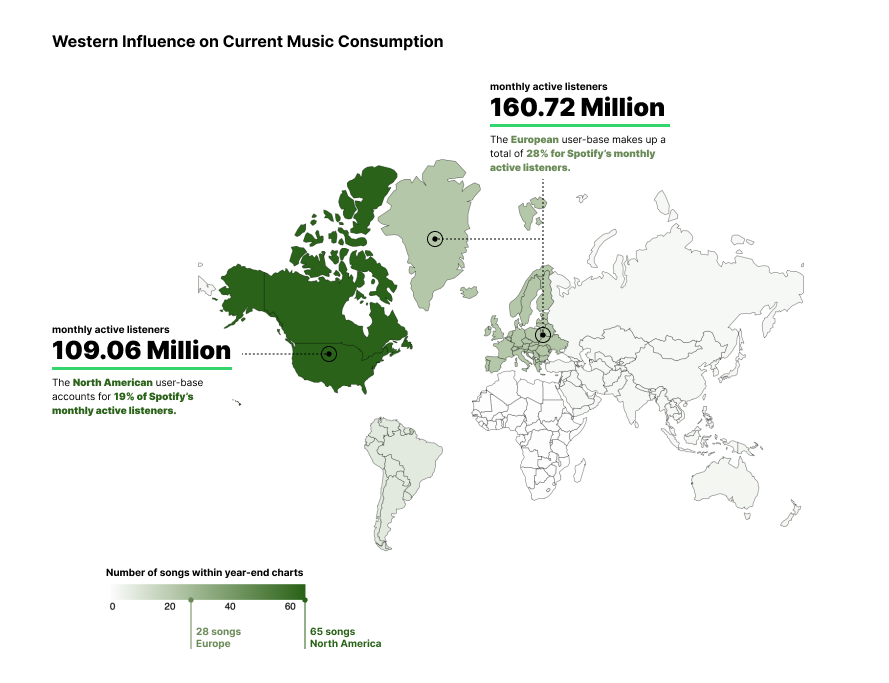 Western Influence on Current Music Consumption
monthly active listeners
160.72 Million
The European user-base makes up a
total of 28% for Spotify's monthly
active listeners.
monthly active listeners
109.06 Million
The North American user-base
accounts for 19% of Spotify's
monthly active listeners.
Number of songs within year-end charts
0 20 40 60
28 songs
Europe
65 songs
North America